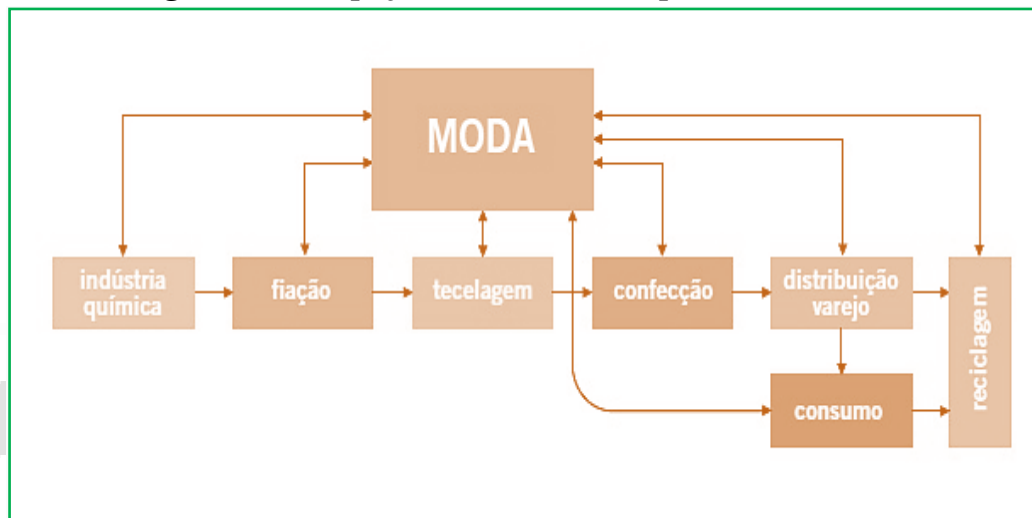 MODA
indústria
química
fiação
tecelagem
confecção
distribuição
varejo
reciclagem
consumo